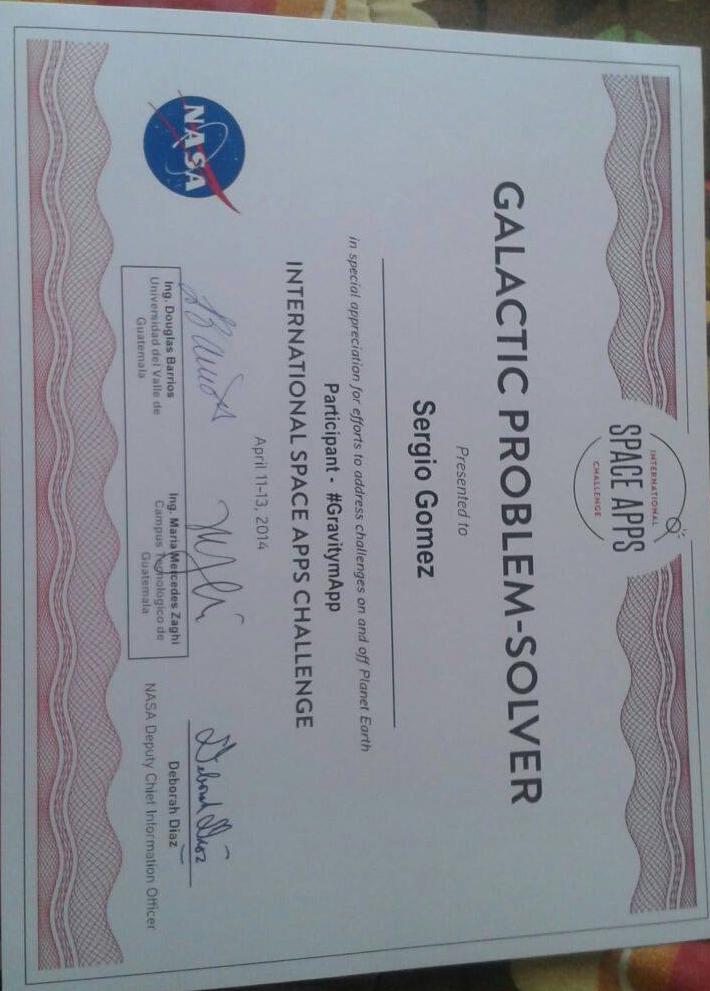 INTERNATIONAL
SPACE APPS
CHALLENGE
GALACTIC PROBLEM-SOLVER
Presented to
Sergio Gomez
in special appreciation for efforts to address challenges on and off Planet Earth
Participant - #GravitymApp
INTERNATIONAL SPACE APPS CHALLENGE
April 11-13, 2014
NASA
Ing. Douglas Barrios
Universidad del Valle de
Guatemala
Ing. Maria Mercedes Zaghi
Campus Tecnologico de
Guatemala
Deborah Diaz
Deborah Diaz
NASA Deputy Chief Information Officer